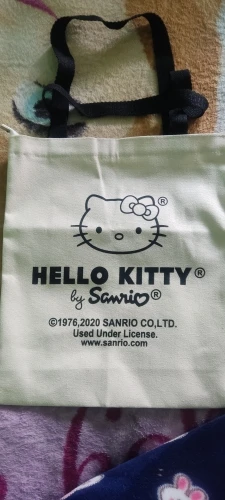 ®
HELLO KITTY®
by Sanrio®
©1976,2020 SANRIO CO,LTD.
Used Under License.
www.sanrio.com